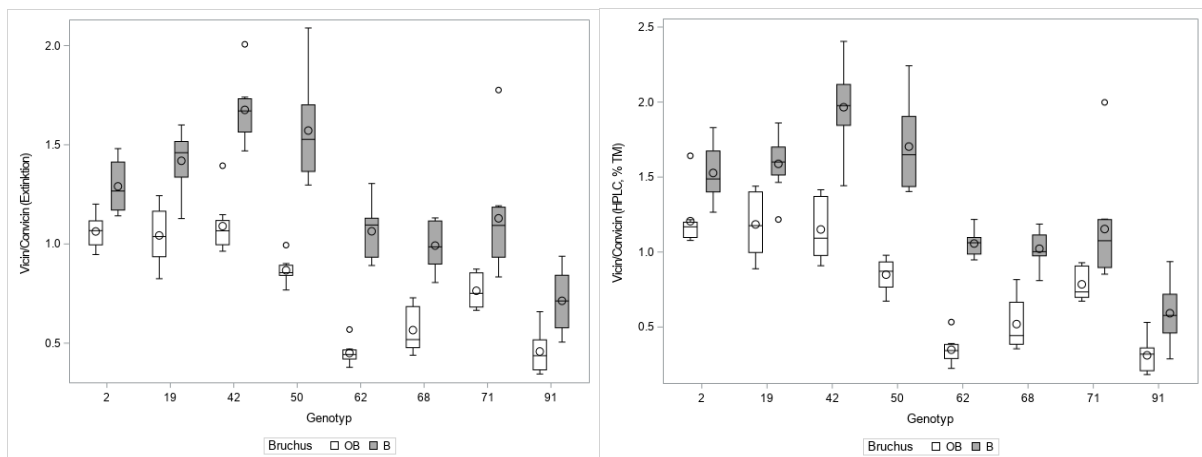 Vicin/Convicin (Extinktion)
2.0
1.5
1.0
0.5
2 19 42 50 62 68 71 91
Genotyp
Bruchus OB B
Vicin/Convicin (HPLC, % TM)
2.5
2.0
1.5
1.0
0.5
2 19 42 50 62 68 71 91
Genotyp
Bruchus OB B